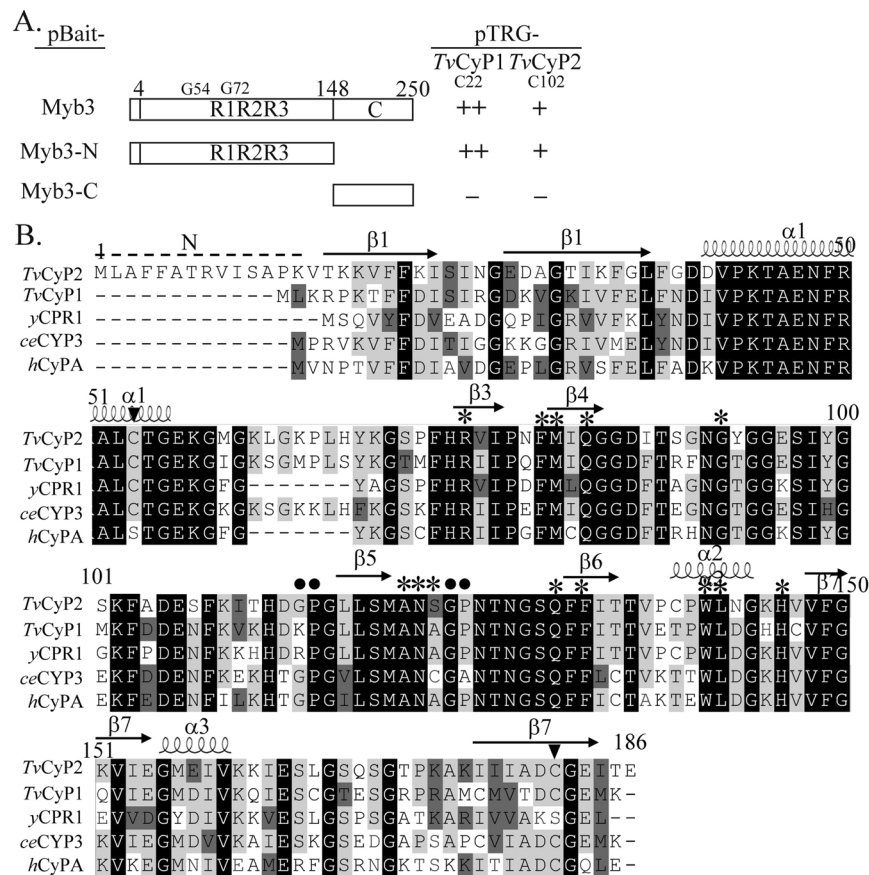 A.
pBait-
pTRG-
TvCyP1 TvCyP2
C22 C102
4 G54 G72 148 250
Myb3 R1R2R3 C ++ +
Myb3-N R1R2R3 ++ +
Myb3-C − −
B.
1 N β1 β1 α1 50
TvCyP2 MLAFFATRVISAPKVTKKVFFKISINGEDAGTIKFGLFGDDVPKTAENFR
TvCyP1 ------------MLKRPKTFFDISIRGDKVGKIVFELFNDIVPKTAENFR
yCPR1 ---------------MSQVYFDVEADGQPIGRVVFKLYNDIVPKTAENFR
ceCYP3 -------------MPRVKVFFDITIGGKKGGRIVMELYNDIVPKTAENFR
hCyPA -------------MVNPTVFFDIAVDGEPLGRVSFELFADKVPKTAENFR
51 α1 β3 β4 100
* ** * *
TvCyP2 ALCTGEKGMGKLGKPLHYKGSPFHRVIPNFMIQGGDITSGNGYGGESIYG
TvCyP1 ALCTGEKGIGKSGMPLSYKGTMFHRIIPNFMIQGGDFTRFNGTGGESIYG
yCPR1 ALCTGEKGFG-------YAGSPFHRVIPDFMLQGGDFTAGNGTGGKSIYG
ceCYP3 ALCTGEKGKGKSGKKLHFKGSKFHRIIPEFMIQGGDFTEGNGTGGESIHG
hCyPA ALSTGEKGFG-------YKGSCFHRIIPGFMCQGGDFTRHNGTGGKSIYG
101 β5 β6 α2 β7 150
●● ***●● * * ** *
TvCyP2 SKFADESFKITHDGPGLLSMANSGPNTNGSQFFITTVPCPWLNGKHVVFG
TvCyP1 MKFDDENFKVKHDKPGLLSMANAGPNTNGSQFFITTVETPWLDGHHCVFG
yCPR1 GKFPDENFKKHHDRPGLLSMANAGPNTNGSQFFITTVPCPWLDGKHVVFG
ceCYP3 EKFDDENFKEKHTGPGVLSMANCGANTNGSQFFLCTVKTTWLDGKHVVFG
hCyPA EKFEDENFILKHTGPGILSMANAGPNTNGSQFFICTAKTEWLDGKHVVFG
151 β7 α3 β7 186
TvCyP2 KVIEGMEIVKKIESLGSQSGTPKAKIIIADCGEITE
TvCyP1 QVIEGMDIVKQIESCGTESGRPRAMCMVTDCGEMK-
yCPR1 EVVDGYDIVKKVESLGSPSGATKARIVVAKSGEL--
ceCYP3 KVIEGMDVVKAIESKGSEDGAPSAPCVIADCGEMK-
hCyPA KVKEGMNIVEAMERFGSRNGKTSKKITIADCGQLE-